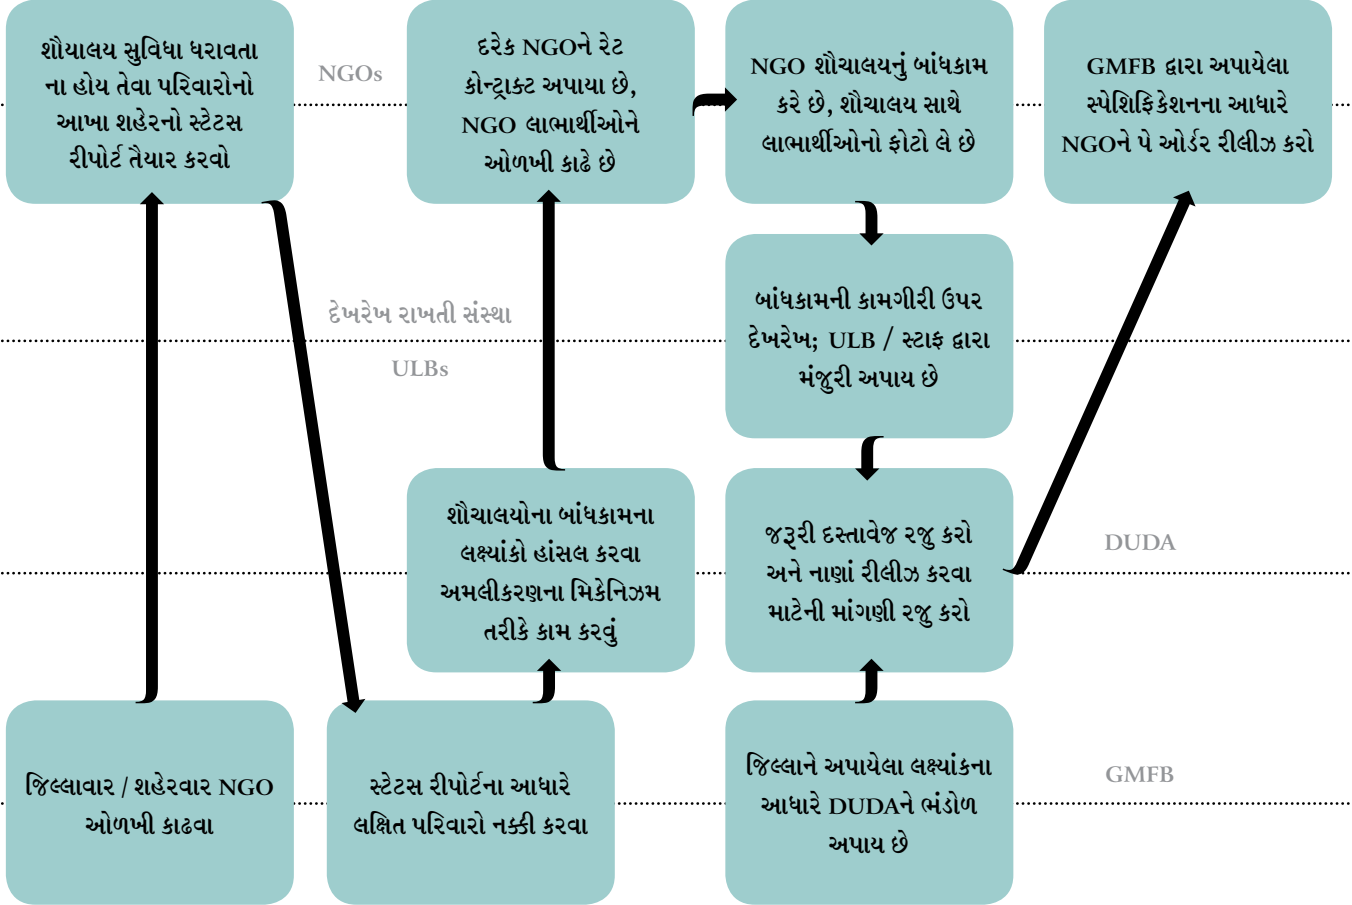 શૌચાલય સુવિધા ધરાવતા
ના હોય તેવા પરિવારોનો
આખા શહેરનો સ્ટેટસ
રીપોર્ટ તૈયાર કરવો
NGOs
દરેક NGOને રેટ
કોન્ટ્રાક્ટ અપાયા છે,
NGO લાભાર્થીઓને
ઓળખી કાઢે છે
NGO શૌચાલયનું બાંધકામ
કરે છે, શૌચાલય સાથે
લાભાર્થીઓનો ફોટો લે છે
GMFB દ્વારા અપાયેલા
સ્પેશિફિકેશનના આધારે
NGOને પે ઓર્ડર રીલીઝ કરો
દેખરેખ રાખતી સંસ્થા
ULBs
બાંધકામની કામગીરી ઉપર
દેખરેખ; ULB / સ્ટાફ દ્વારા
મંજુરી અપાય છે
શૌચાલયોના બાંધકામના
લક્ષ્યાંકો હાંસલ કરવા
અમલીકરણના મિકેનિઝમ
તરીકે કામ કરવું
જરૂરી દસ્તાવેજ રજુ કરો
અને નાણાં રીલીઝ કરવા
માટેની માંગણી રજુ કરો
DUDA
જિલ્લાવાર / શહેરવાર NGO
ઓળખી કાઢવા
સ્ટેટસ રીપોર્ટના આધારે
લક્ષિત પરિવારો નક્કી કરવા
જિલ્લાને અપાયેલા લક્ષ્યાંકના
આધારે DUDAને ભંડોળ
અપાય છે
GMFB